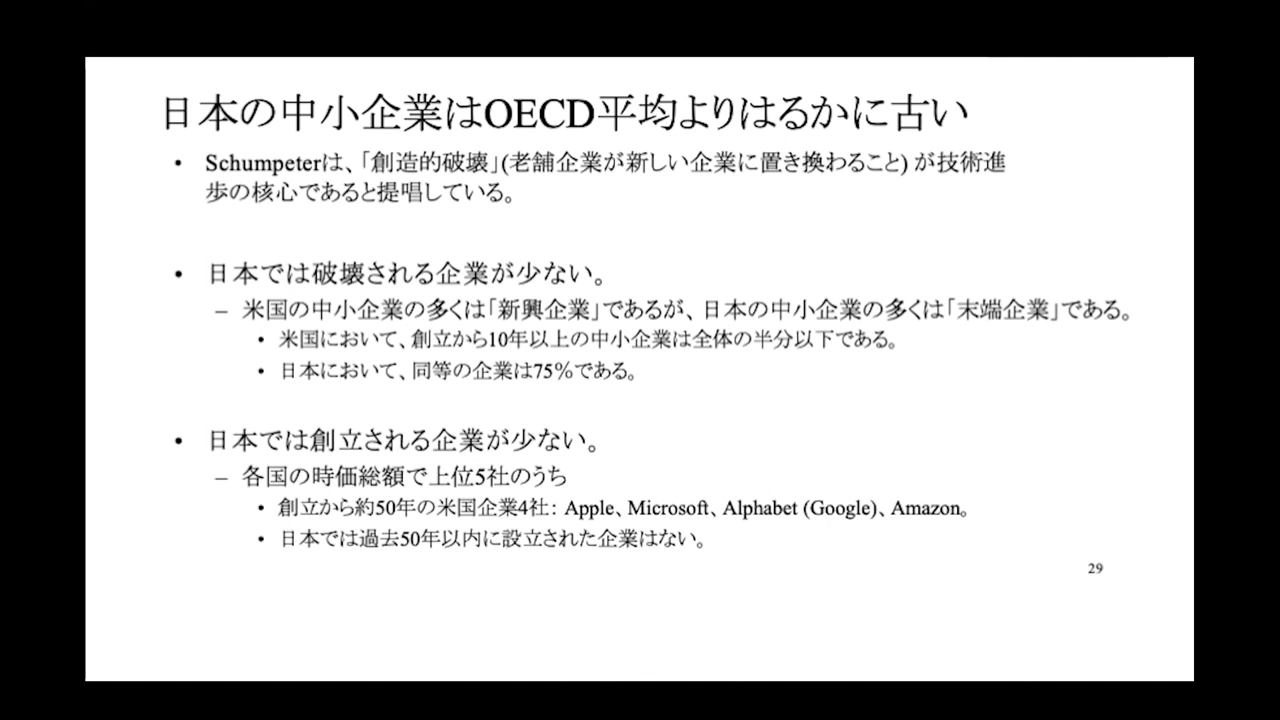 日本の中小企業はOECD平均よりはるかに古い
• Schumpeterは、「創造的破壊」(老舗企業が新しい企業に置き換わること) が技術進
歩の核心であると提唱している。
• 日本では破壊される企業が少ない。
– 米国の中小企業の多くは「新興企業」であるが、日本の中小企業の多くは「末端企業」である。
• 米国において、創立から10年以上の中小企業は全体の半分以下である。
• 日本において、同等の企業は75%である。
• 日本では創立される企業が少ない。
– 各国の時価総額で上位5社のうち
• 創立から約50年の米国企業4社: Apple、Microsoft、Alphabet (Google)、Amazon。
• 日本では過去50年以内に設立された企業はない。
29